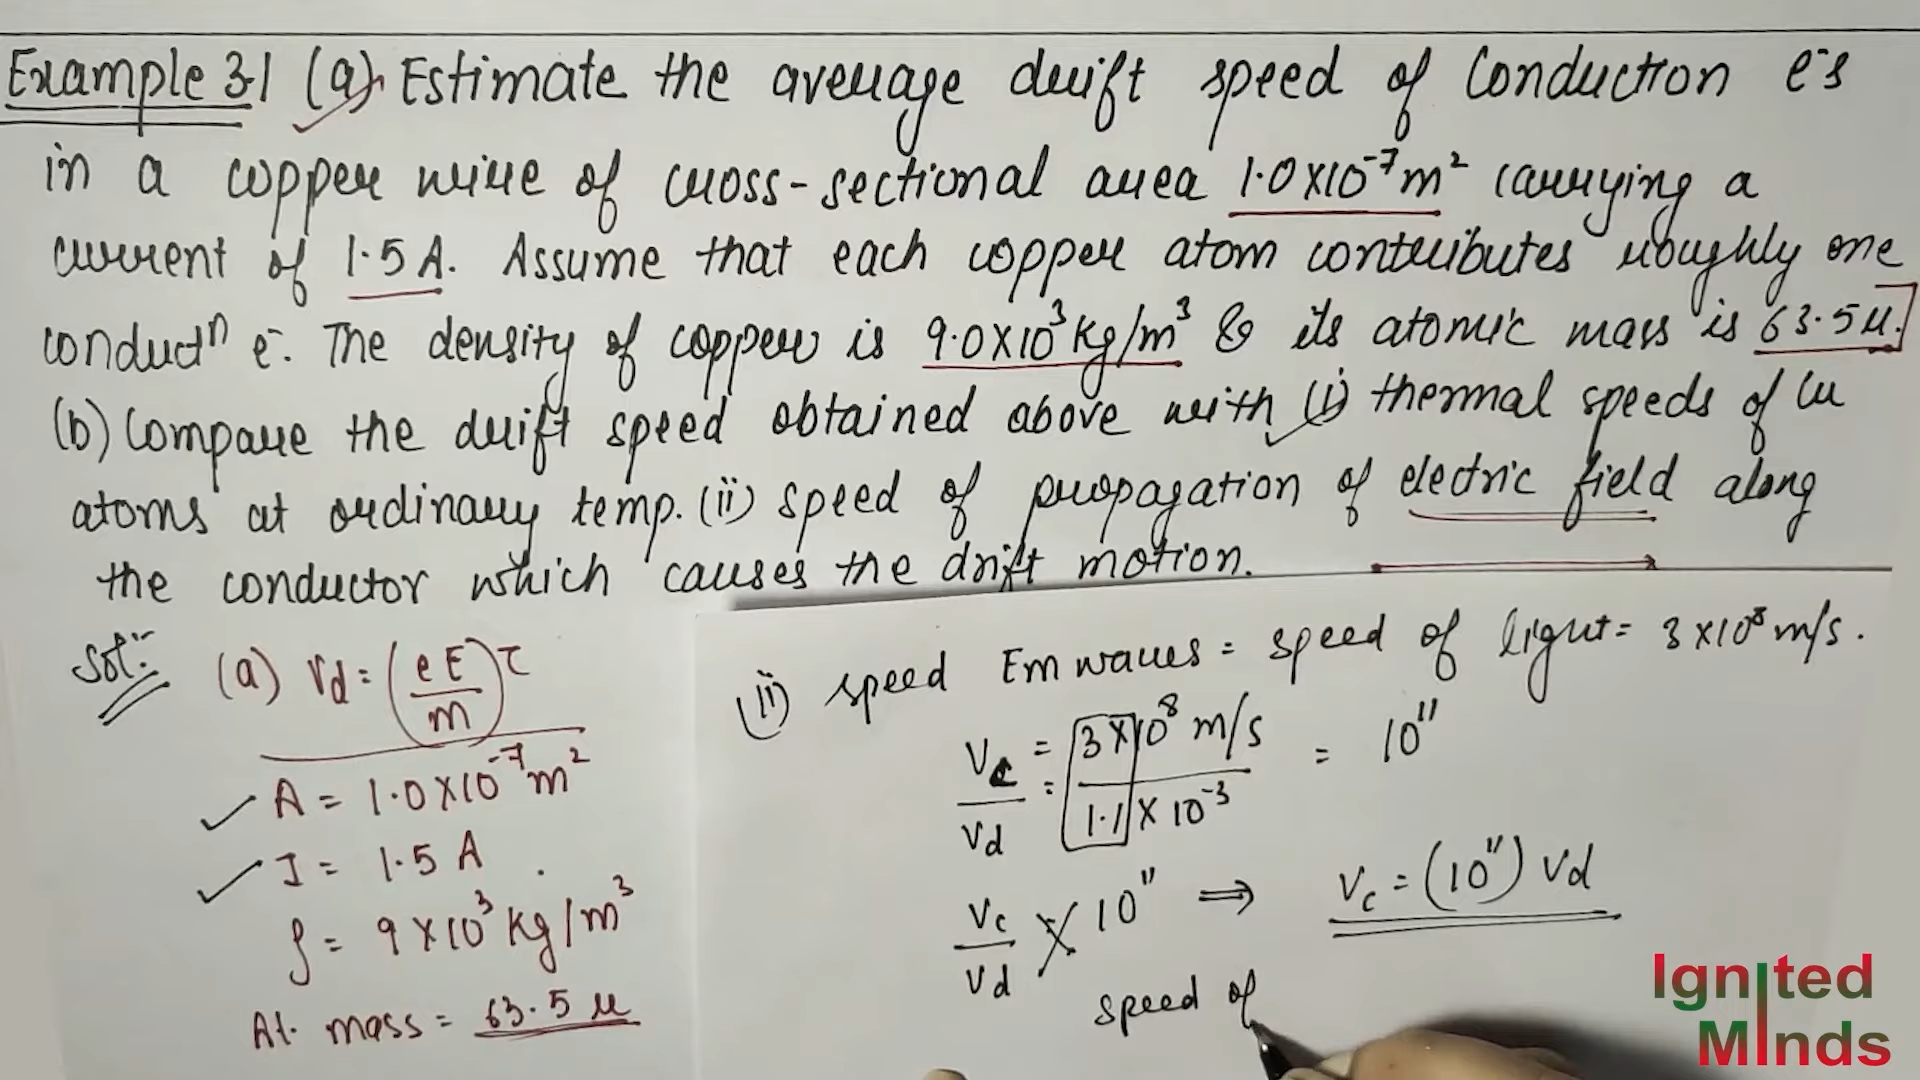 Example 3.1 (a) Estimate the average drift speed of conduction e⁻s
in a copper wire of cross-sectional area 1.0×10⁻⁷m² carrying a
current of 1.5 A. Assume that each copper atom contributes roughly one
conductⁿ e⁻. The density of copper is 9.0×10³ kg/m³ & its atomic mass is 63.5 u.
(b) Compare the drift speed obtained above with (i) thermal speeds of Cu
atoms at ordinary temp. (ii) speed of propagation of electric field along
the conductor which causes the drift motion.
Sol:-
(a) Vd = (eE/m)τ
A = 1.0×10⁻⁷m²
I = 1.5 A
ρ = 9×10³ kg/m³
At. mass = 63.5 u
(ii) speed Em waves = speed of light = 3×10⁸ m/s.
Vc/Vd = 3×10⁸ m/s / 1.1×10⁻³ = 10¹¹
Vc/Vd × 10¹¹ ⇒ Vc = (10¹¹) Vd
speed of
Ignited
Minds